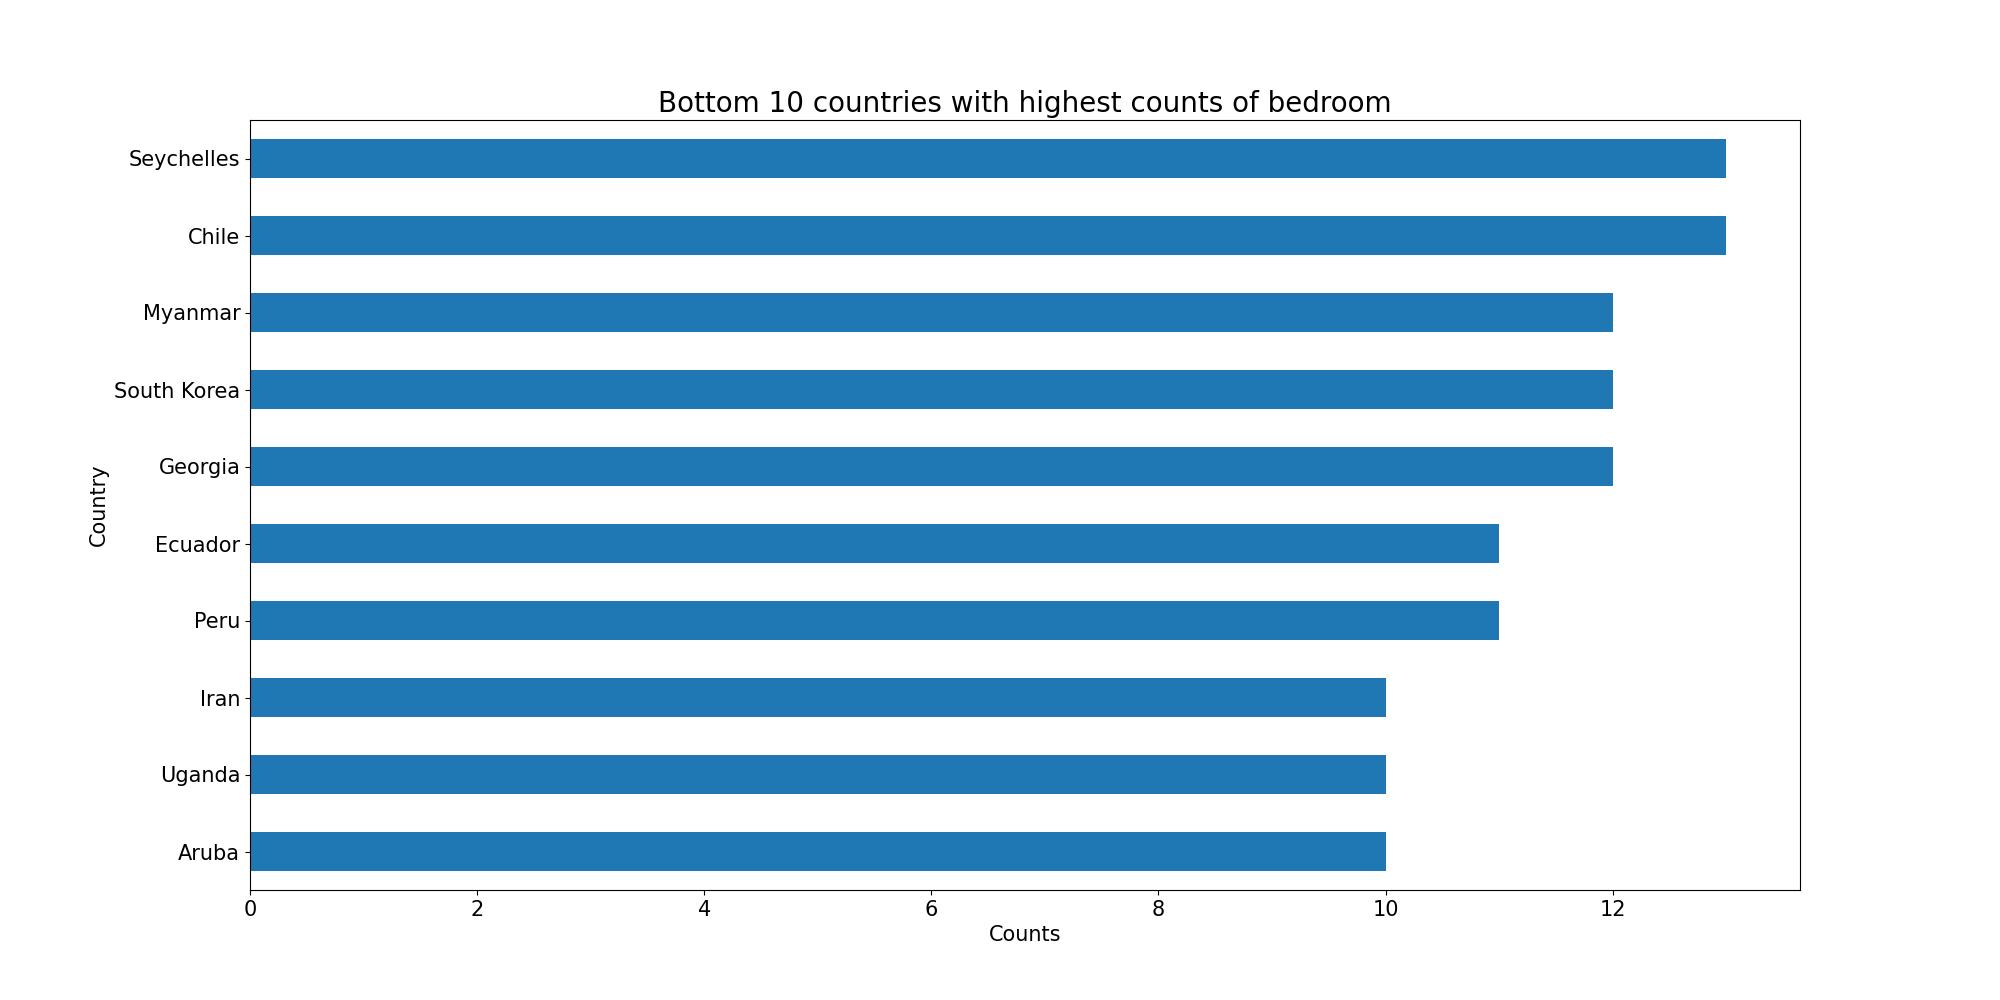 Bottom 10 countries with highest counts of bedroom
Country
Seychelles
Chile
Myanmar
South Korea
Georgia
Ecuador
Peru
Iran
Uganda
Aruba
0 2 4 6 8 10 12
Counts